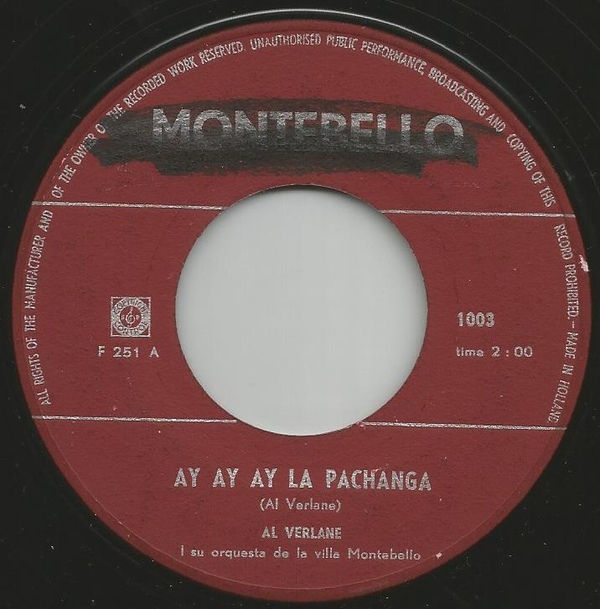 ALL RIGHTS OF THE MANUFACTURER AND OF THE OWNER OF THE RECORDED WORK RESERVED. UNAUTHORISED PUBLIC PERFORMANCE BROADCASTING AND COPYING OF THIS RECORD PROHIBITED - MADE IN HOLLAND
MONTEBELLO
F 251 A
1003
time 2:00
AY AY AY LA PACHANGA
(Al Verlane)
AL VERLANE
I su orquesta de la villa Montebello